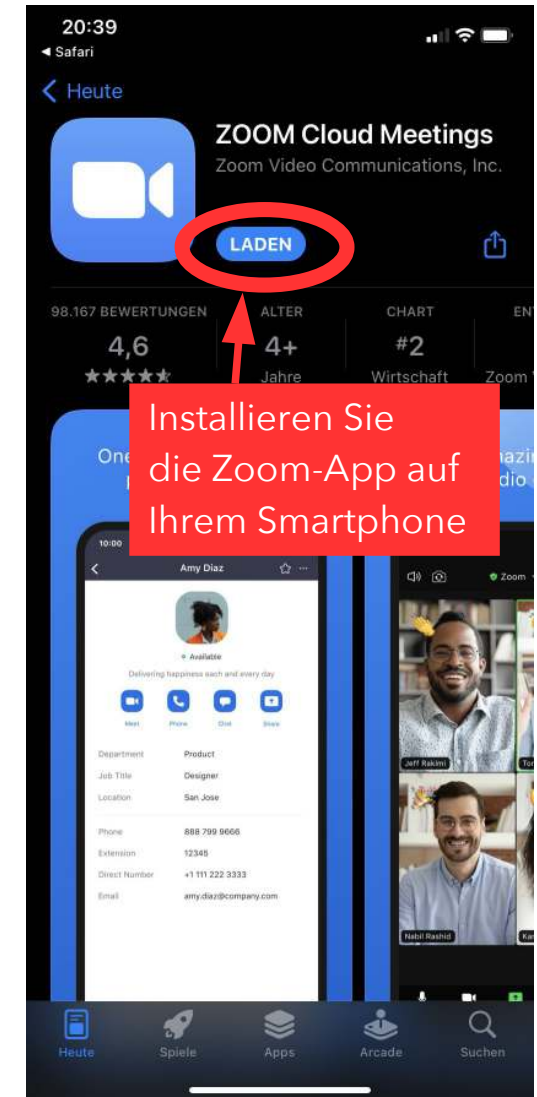 20:39
Safari
Heute
ZOOM Cloud Meetings
Zoom Video Communications, Inc.
LADEN
98.167 BEWERTUNGEN
ALTER
CHART
4,6
4+
#2
Jahre
Wirtschaft
Zoom
Installieren Sie
die Zoom-App auf
Ihrem Smartphone
One
10:00
Amy Diaz
Available
Delivering happiness each and every day
Meet
Phone
Chat
Share
Department
Product
Job Title
Designer
Location
San Jose
Phone
888 799 9666
Extension
12345
Direct Number
+1 111 222 3333
Email
amy.diaz@company.com
Zoom
Jeff Rakimi
Nabil Rashid
Heute
Spiele
Apps
Arcade
Suchen